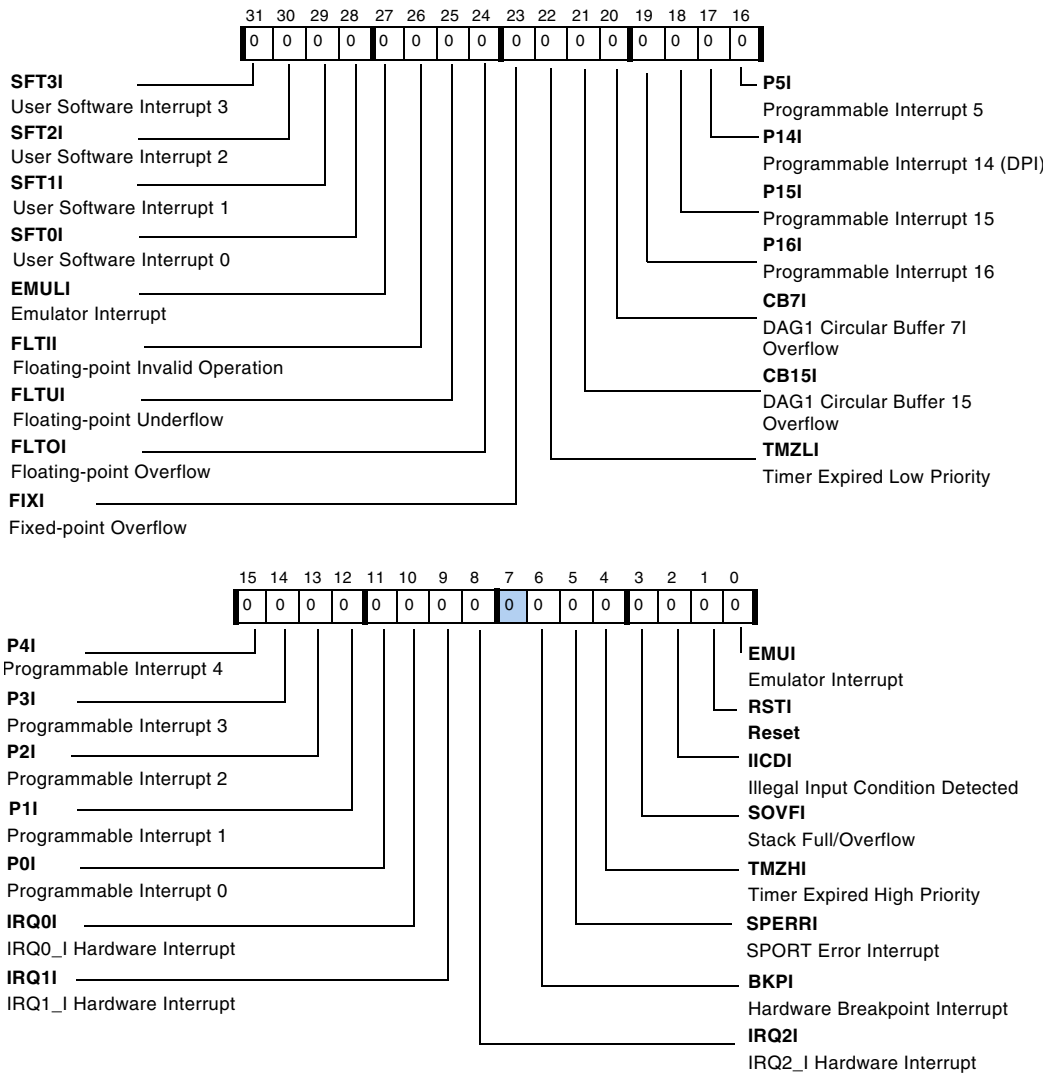 31 30 29 28 27 26 25 24 23 22 21 20 19 18 17 16
0 0 0 0 0 0 0 0 0 0 0 0 0 0 0 0
SFT3I
User Software Interrupt 3
SFT2I
User Software Interrupt 2
SFT1I
User Software Interrupt 1
SFT0I
User Software Interrupt 0
EMULI
Emulator Interrupt
FLTII
Floating-point Invalid Operation
FLTUI
Floating-point Underflow
FLTOI
Floating-point Overflow
FIXI
Fixed-point Overflow
P5I
Programmable Interrupt 5
P14I
Programmable Interrupt 14 (DPI)
P15I
Programmable Interrupt 15
P16I
Programmable Interrupt 16
CB7I
DAG1 Circular Buffer 7I
Overflow
CB15I
DAG1 Circular Buffer 15
Overflow
TMZLI
Timer Expired Low Priority
15 14 13 12 11 10 9 8 7 6 5 4 3 2 1 0
0 0 0 0 0 0 0 0 0 0 0 0 0 0 0 0
P4I
Programmable Interrupt 4
P3I
Programmable Interrupt 3
P2I
Programmable Interrupt 2
P1I
Programmable Interrupt 1
P0I
Programmable Interrupt 0
IRQ0I
IRQ0_I Hardware Interrupt
IRQ1I
IRQ1_I Hardware Interrupt
EMUI
Emulator Interrupt
RSTI
Reset
IICDI
Illegal Input Condition Detected
SOVFI
Stack Full/Overflow
TMZHI
Timer Expired High Priority
SPERRI
SPORT Error Interrupt
BKPI
Hardware Breakpoint Interrupt
IRQ2I
IRQ2_I Hardware Interrupt